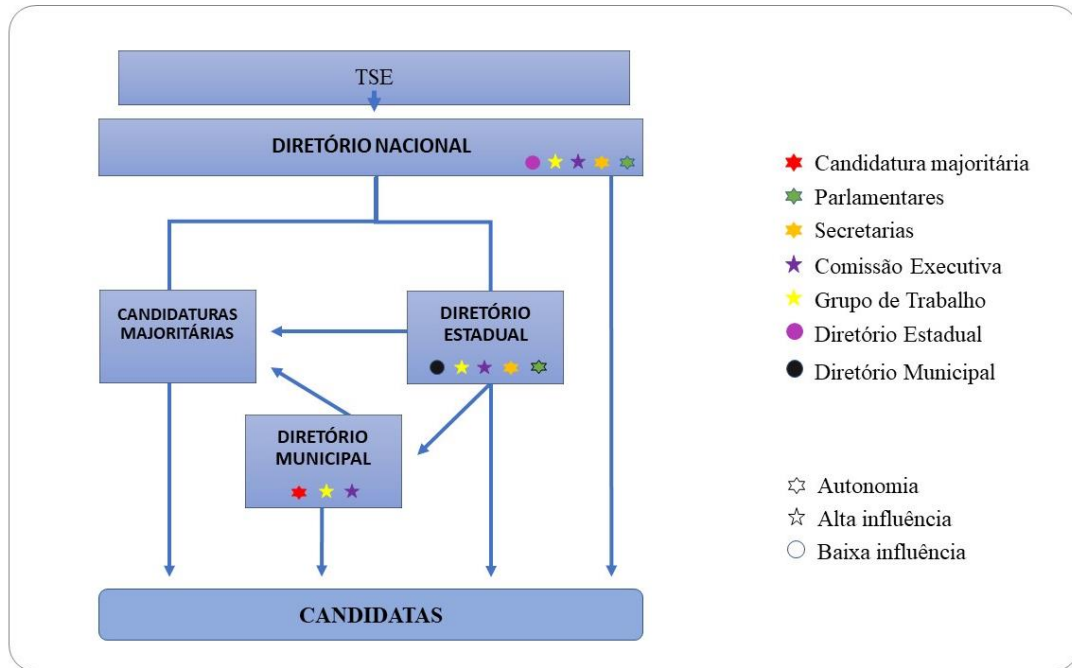 TSE
DIRETÓRIO NACIONAL
CANDIDATURAS
MAJORITÁRIAS
DIRETÓRIO
ESTADUAL
DIRETÓRIO
MUNICIPAL
CANDIDATAS
Candidatura majoritária
Parlamentares
Secretarias
Comissão Executiva
Grupo de Trabalho
Diretório Estadual
Diretório Municipal
Autonomia
Alta influência
Baixa influência